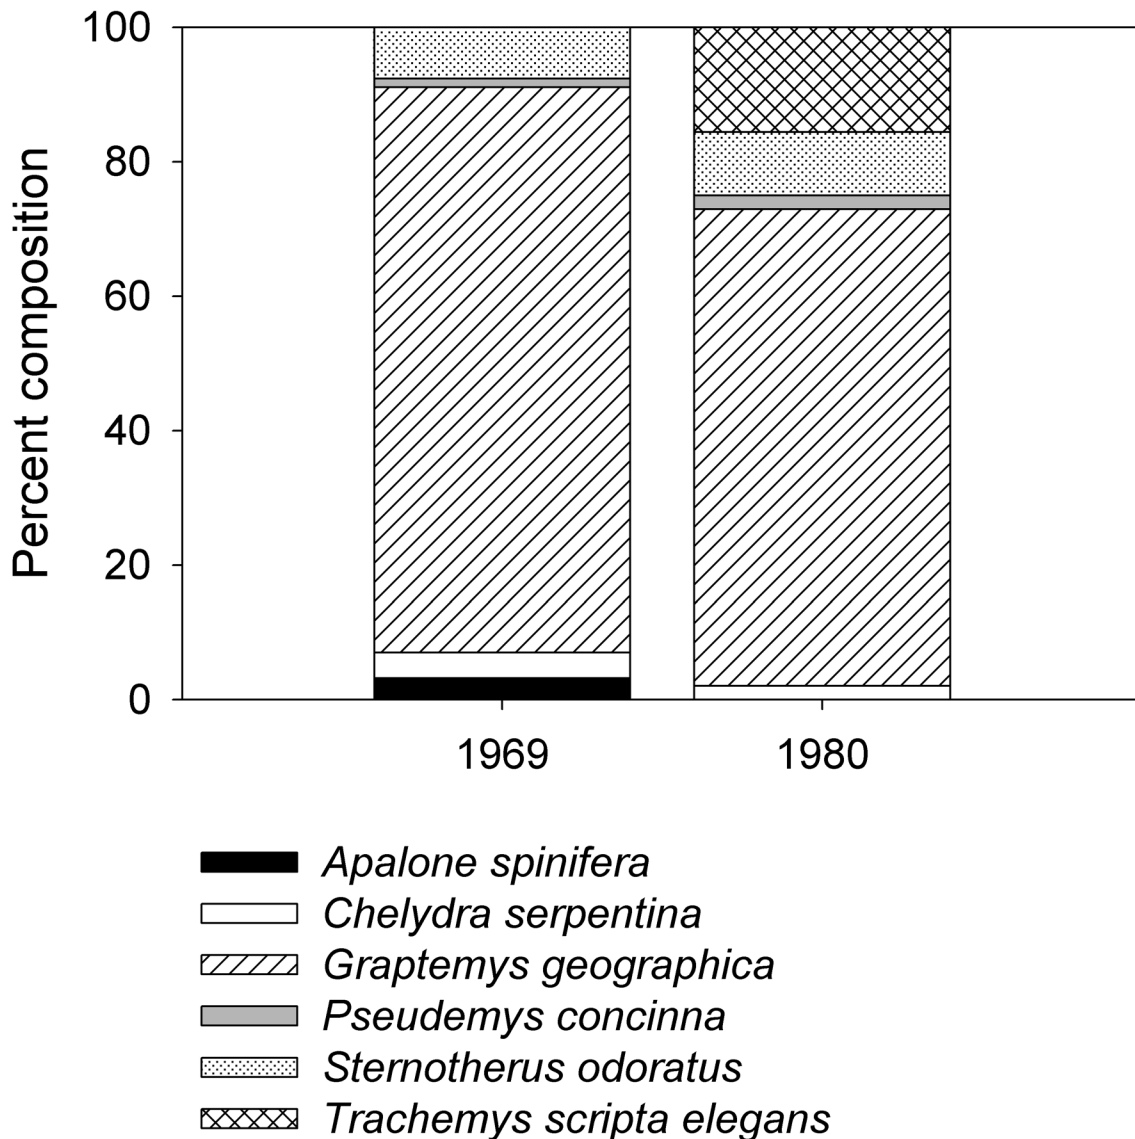 Percent composition
100
80
60
40
20
0
1969
1980
Apalone spinifera
Chelydra serpentina
Graptemys geographica
Pseudemys concinna
Sternotherus odoratus
Trachemys scripta elegans